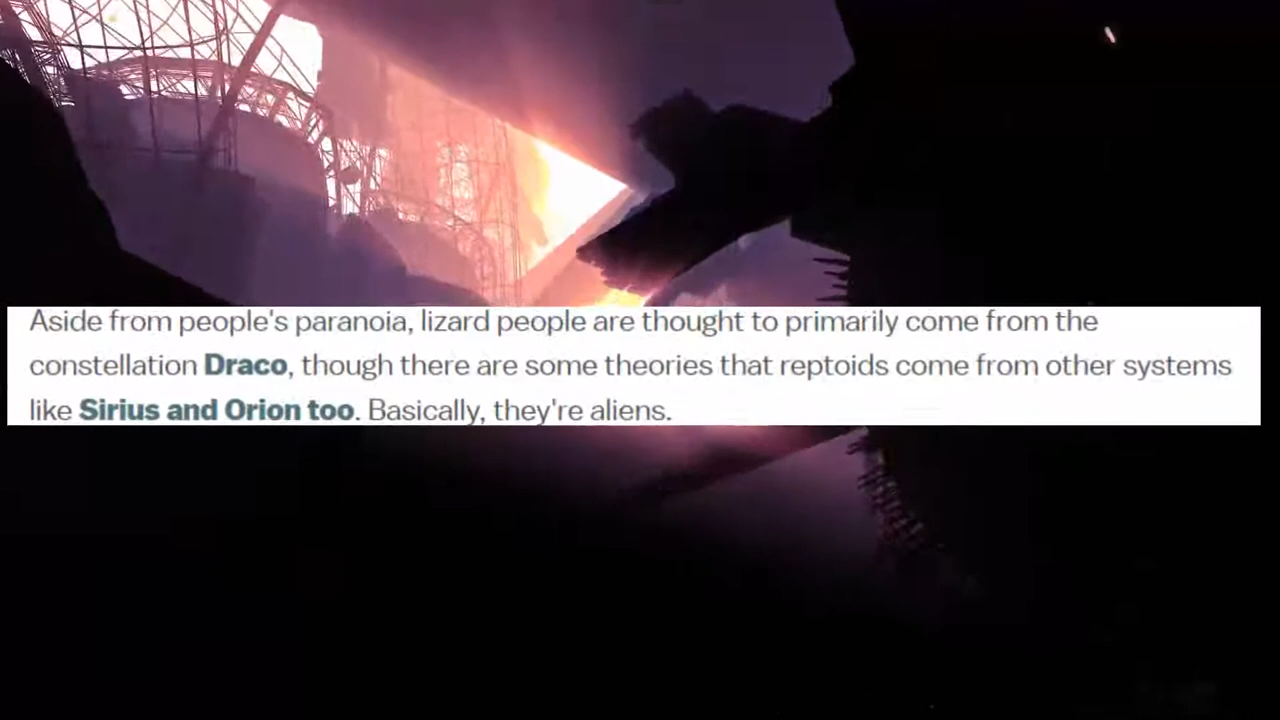 Aside from people's paranoia, lizard people are thought to primarily come from the
constellation Draco, though there are some theories that reptoids come from other systems
like Sirius and Orion too. Basically, they're aliens.